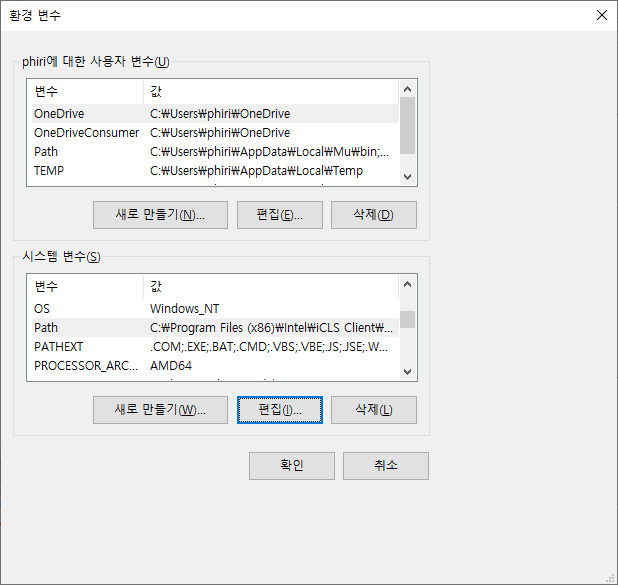 환경 변수
phiri에 대한 사용자 변수(U)
변수 값
OneDrive C:₩Users₩phiri₩OneDrive
OneDriveConsumer C:₩Users₩phiri₩OneDrive
Path C:₩Users₩phiri₩AppData₩Local₩Mu₩bin;...
TEMP C:₩Users₩phiri₩AppData₩Local₩Temp
새로 만들기(N)... 편집(E)... 삭제(D)
시스템 변수(S)
변수 값
OS Windows_NT
Path C:₩Program Files (x86)₩Intel₩iCLS Client₩...
PATHEXT .COM;.EXE;.BAT;.CMD;.VBS;.VBE;.JS;.JSE;.W...
PROCESSOR_ARC... AMD64
새로 만들기(W)... 편집(I)... 삭제(L)
확인 취소